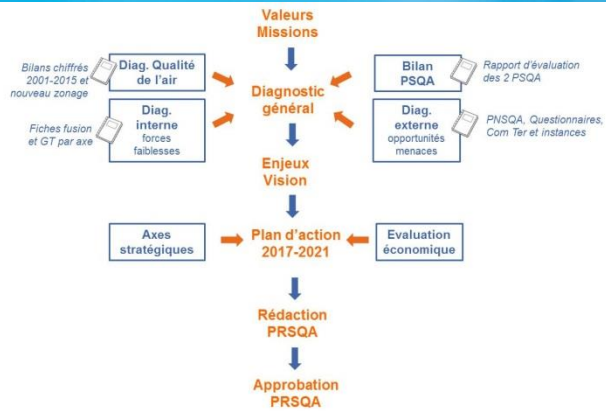 Valeurs
Missions
Bilans chiffrés
2001-2015 et
nouveau zonage
Diag. Qualité
de l'air
Bilan
PSQA
Rapport d'évaluation
des 2 PSQA
Diagnostic
général
Fiches fusion
et GT par axe
Diag.
interne
forces
faiblesses
Diag.
externe
opportunités
menaces
PNSQA, Questionnaires,
Com Ter et instances
Enjeux
Vision
Axes
stratégiques
Plan d'action
2017-2021
Evaluation
économique
Rédaction
PRSQA
Approbation
PRSQA